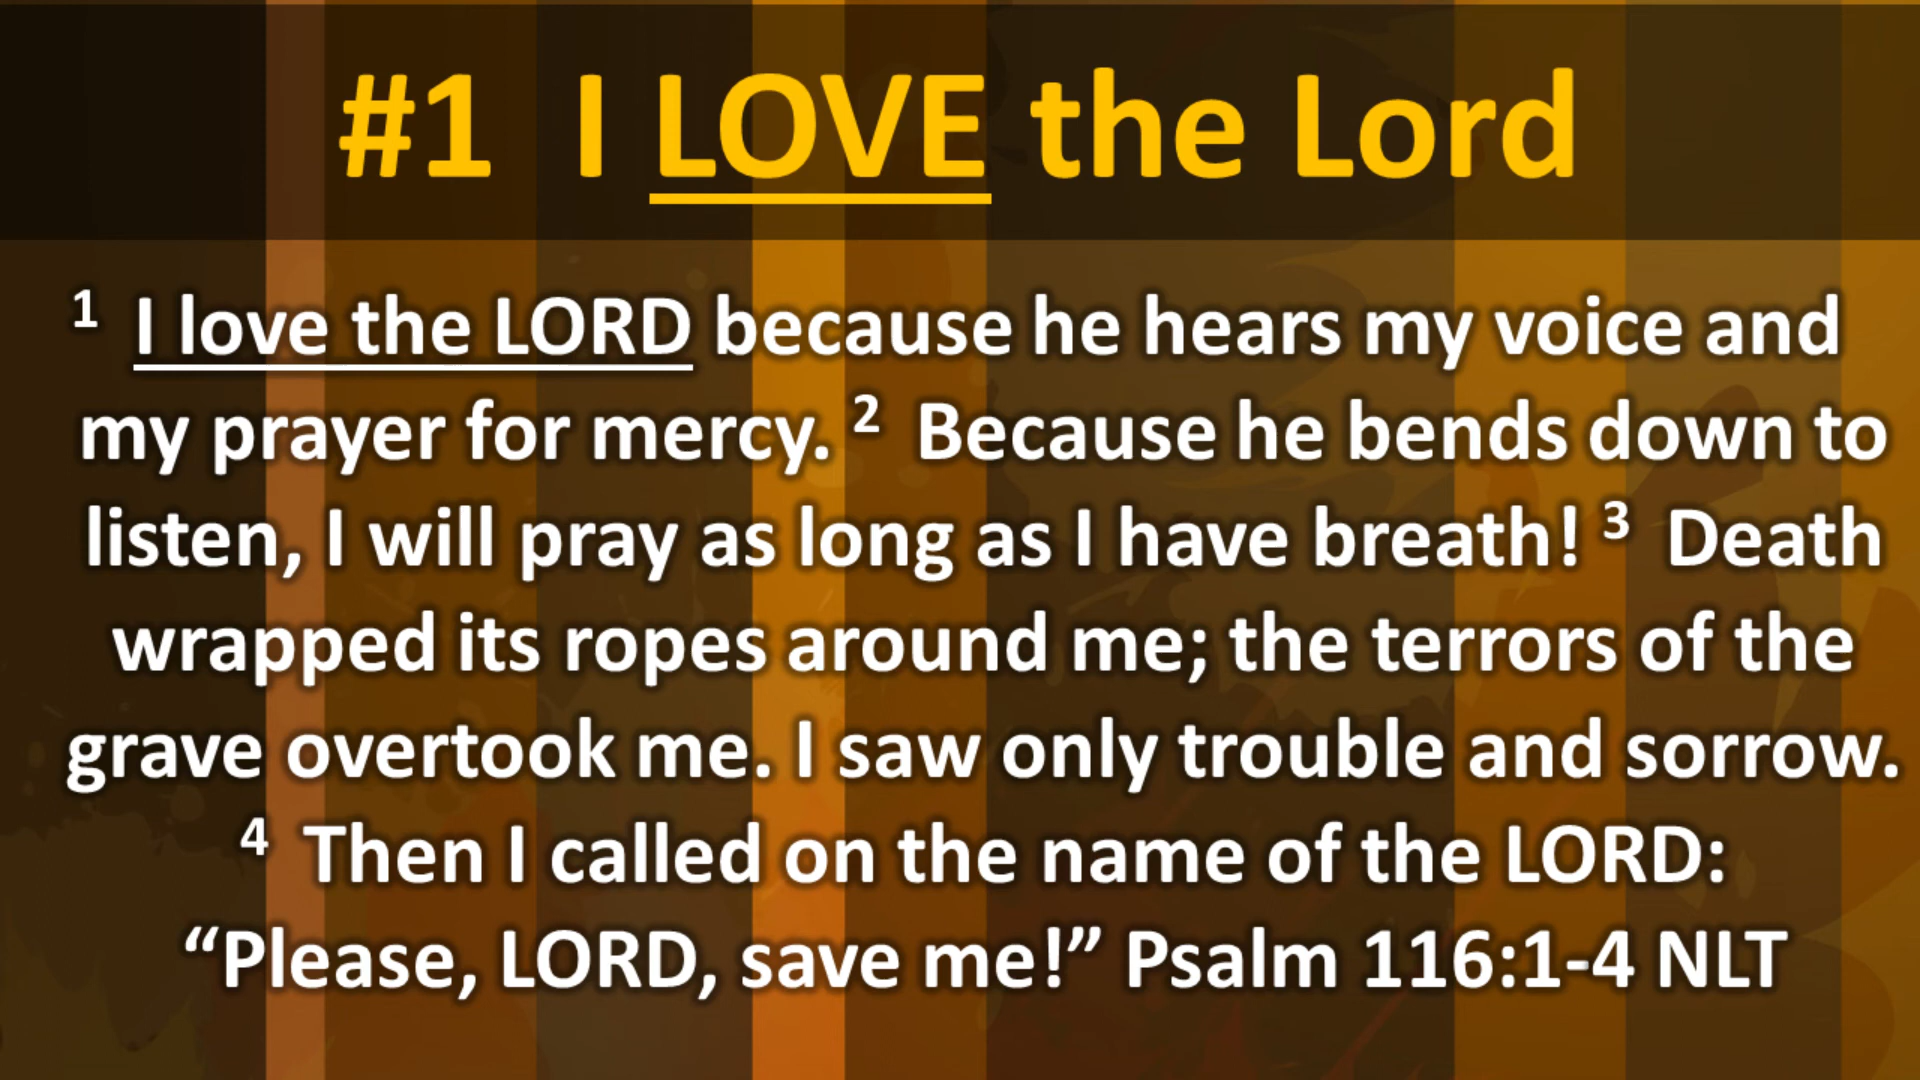 #1 I LOVE the Lord
1 I love the LORD because he hears my voice and
my prayer for mercy. 2 Because he bends down to
listen, I will pray as long as I have breath! 3 Death
wrapped its ropes around me; the terrors of the
grave overtook me. I saw only trouble and sorrow.
4 Then I called on the name of the LORD:
“Please, LORD, save me!” Psalm 116:1-4 NLT